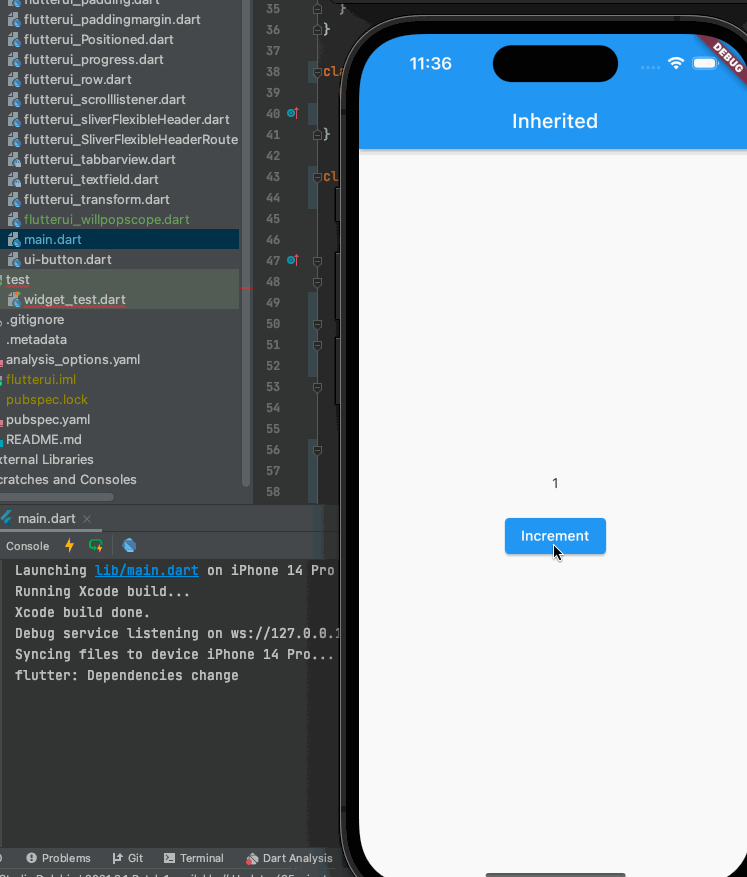 flutterui_padding.dart
flutterui_paddingmargin.dart
flutterui_Positioned.dart
flutterui_progress.dart
flutterui_row.dart
flutterui_scrolllistener.dart
flutterui_sliverFlexibleHeader.dart
flutterui_SliverFlexibleHeaderRoute
flutterui_tabbarview.dart
flutterui_textfield.dart
flutterui_transform.dart
flutterui_willpopscope.dart
main.dart
ui-button.dart
test
widget_test.dart
.gitignore
.metadata
analysis_options.yaml
flutterui.iml
pubspec.lock
pubspec.yaml
README.md
xternal Libraries
cratches and Consoles
35 }
36 }
37
38 cla
39
40
41 }
42
43 cl
44
45
46
47
48
49
50
51
52
53
54
55
56
57
58
11:36
DEBUG
Inherited
1
Increment
main.dart
Console
Launching lib/main.dart on iPhone 14 Pro
Running Xcode build...
Xcode build done.
Debug service listening on ws://127.0.0.1
Syncing files to device iPhone 14 Pro...
flutter: Dependencies change
Problems
Git
Terminal
Dart Analysis